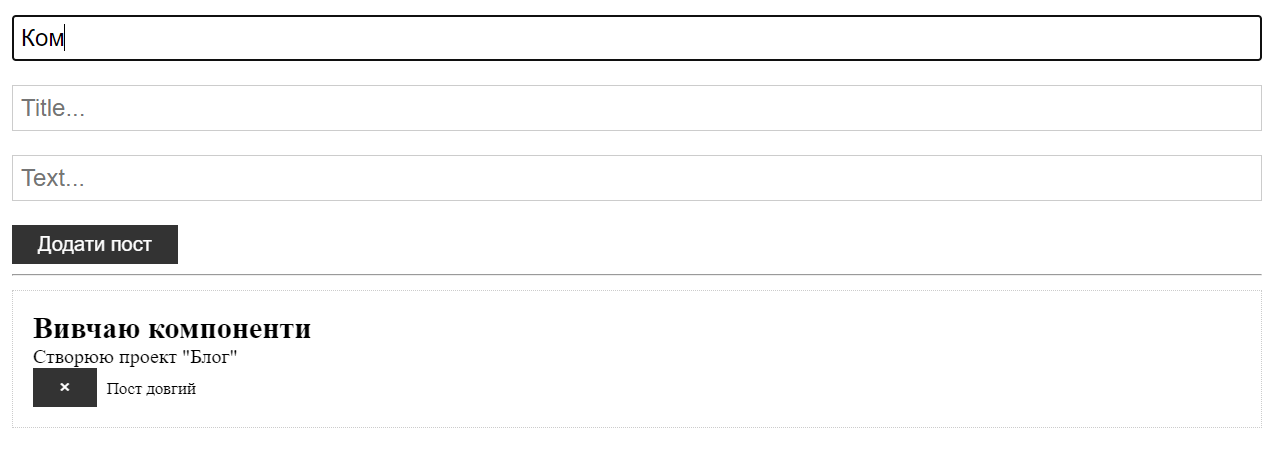 Ком
Title...
Text...
Додати пост
Вивчаю компоненти
Створюю проект "Блог"
× Пост довгий